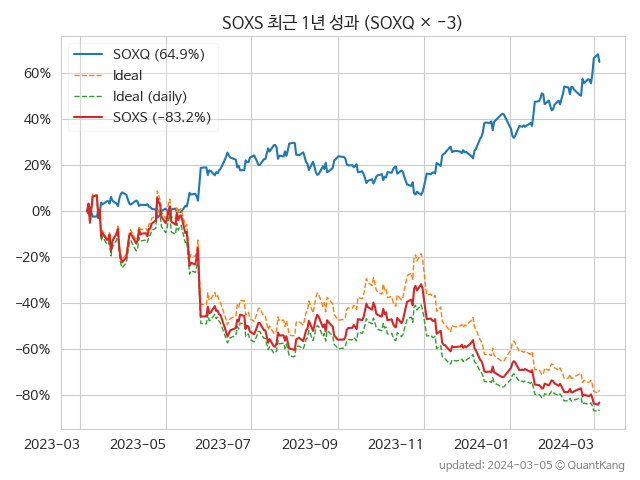 SOXS 최근 1년 성과 (SOXQ × −3)
SOXQ (64.9%)
Ideal
Ideal (daily)
SOXS (−83.2%)
60%
40%
20%
0%
−20%
−40%
−60%
−80%
2023−03 2023−05 2023−07 2023−09 2023−11 2024−01 2024−03
updated: 2024−03−05 © QuantKang